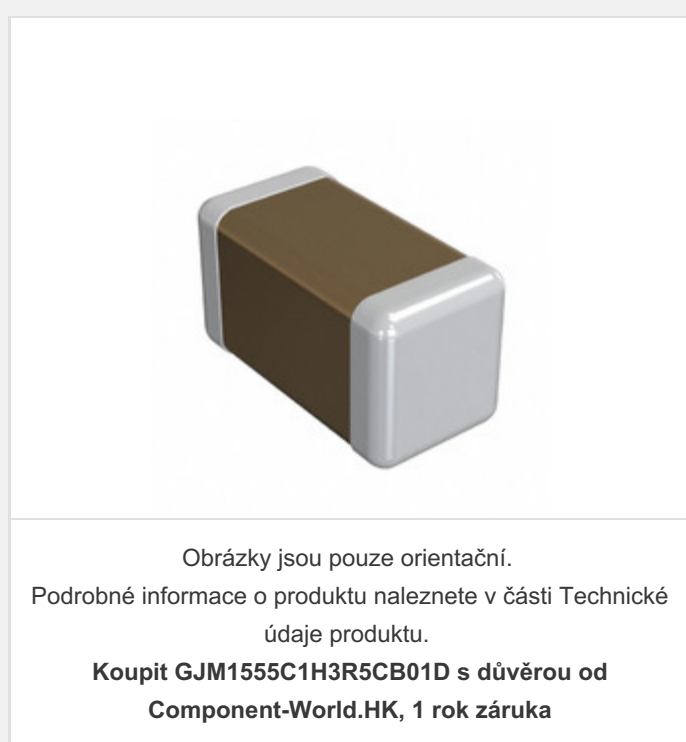 Obrázky jsou pouze orientační.
Podrobné informace o produktu naleznete v části Technické
údaje produktu.
Koupit GJM1555C1H3R5CB01D s důvěrou od
Component-World.HK, 1 rok záruka